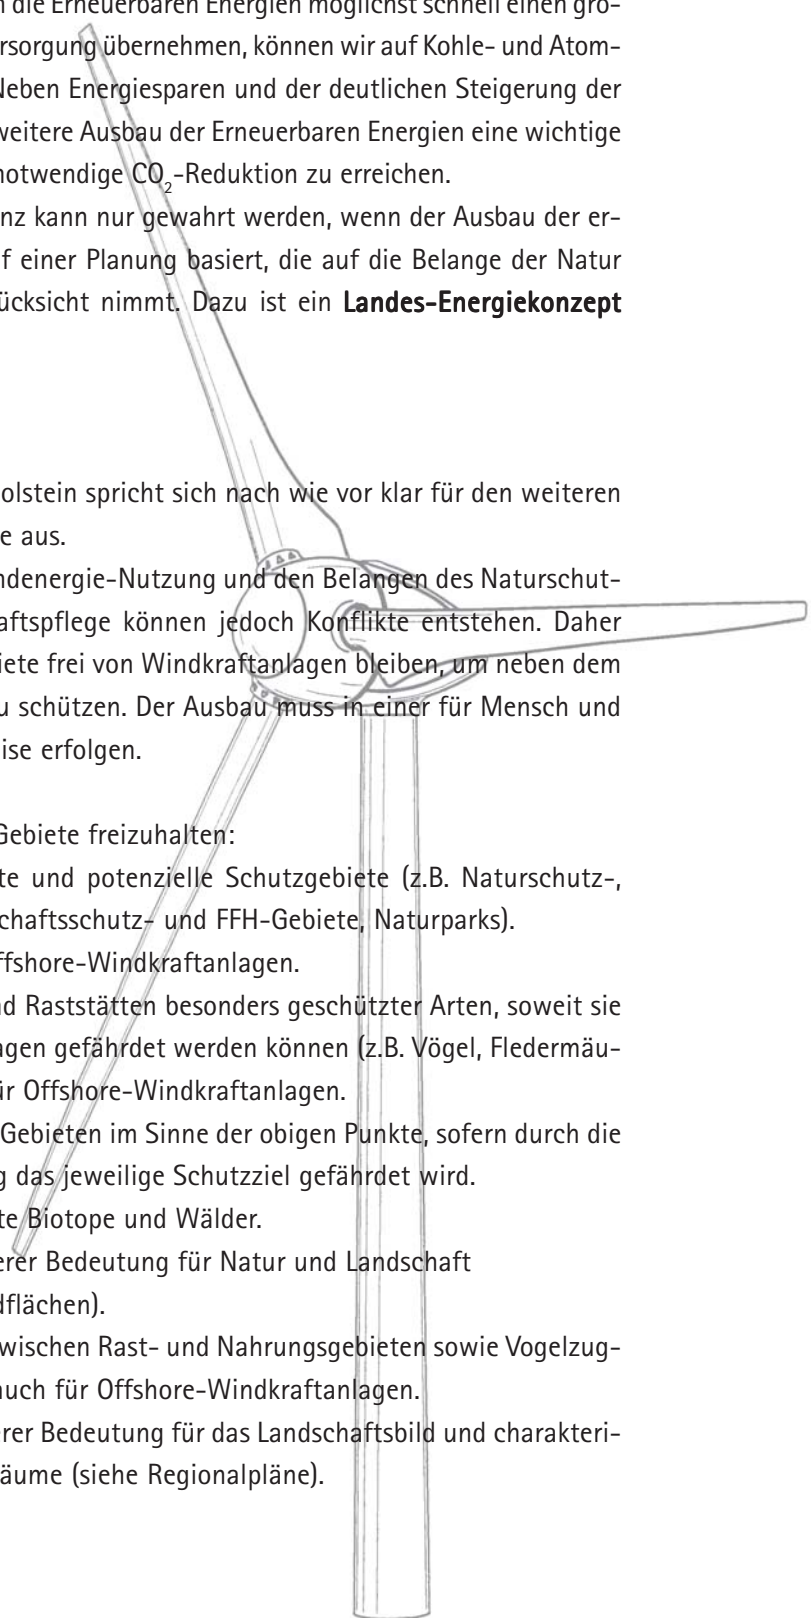 die Erneuerbaren Energien möglichst schnell einen gro-
ersorgung übernehmen, können wir auf Kohle- und Atom-
Neben Energiesparen und der deutlichen Steigerung der
weitere Ausbau der Erneuerbaren Energien eine wichtige
notwendige CO₂-Reduktion zu erreichen.
nz kann nur gewahrt werden, wenn der Ausbau der er-
f einer Planung basiert, die auf die Belange der Natur
ücksicht nimmt. Dazu ist ein Landes-Energiekonzept
olstein spricht sich nach wie vor klar für den weiteren
e aus.
ndenergie-Nutzung und den Belangen des Naturschut-
aftspflege können jedoch Konflikte entstehen. Daher
iete frei von Windkraftanlagen bleiben, um neben dem
u schützen. Der Ausbau muss in einer für Mensch und
ise erfolgen.
Gebiete freizuhalten:
te und potenzielle Schutzgebiete (z.B. Naturschutz-,
chaftsschutz- und FFH-Gebiete, Naturparks).
ffshore-Windkraftanlagen.
nd Raststätten besonders geschützter Arten, soweit sie
agen gefährdet werden können (z.B. Vögel, Fledermäu-
ür Offshore-Windkraftanlagen.
Gebieten im Sinne der obigen Punkte, sofern durch die
g das jeweilige Schutzziel gefährdet wird.
te Biotope und Wälder.
erer Bedeutung für Natur und Landschaft
dflächen).
wischen Rast- und Nahrungsgebieten sowie Vogelzug-
auch für Offshore-Windkraftanlagen.
erer Bedeutung für das Landschaftsbild und charakteri-
äume (siehe Regionalpläne).